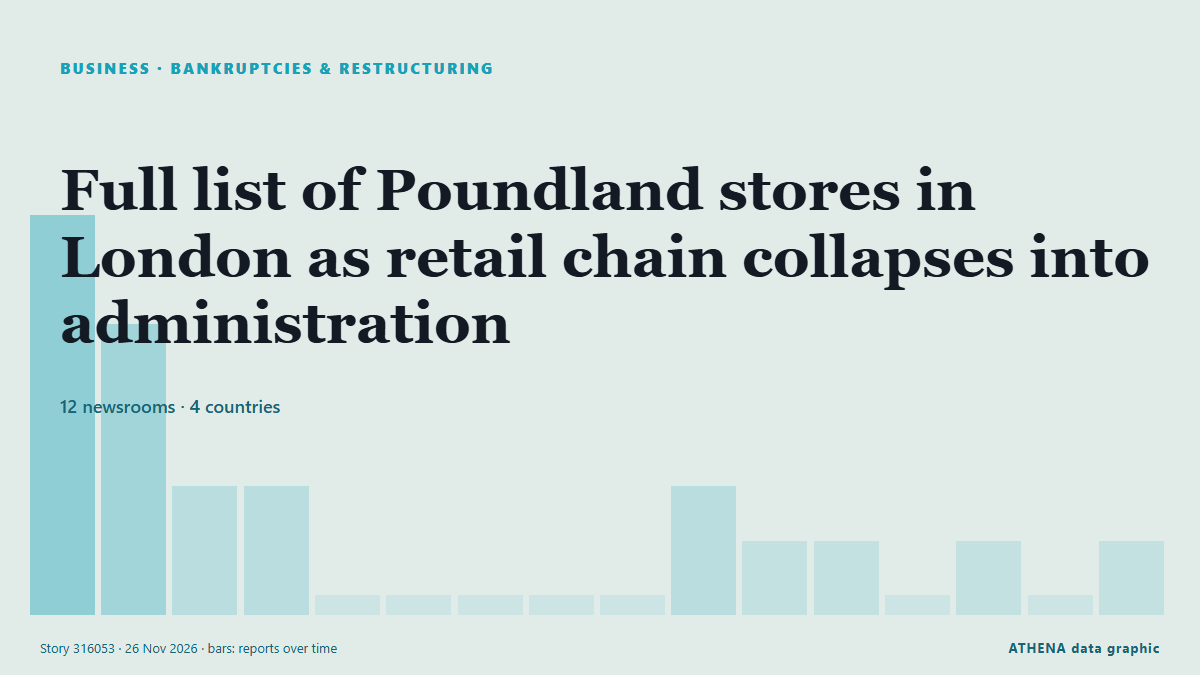 BUSINESS · BANKRUPTCIES & RESTRUCTURING
Full list of Poundland stores in
London as retail chain collapses into
administration
12 newsrooms · 4 countries
Story 316053 · 26 Nov 2026 · bars: reports over time
ATHENA data graphic